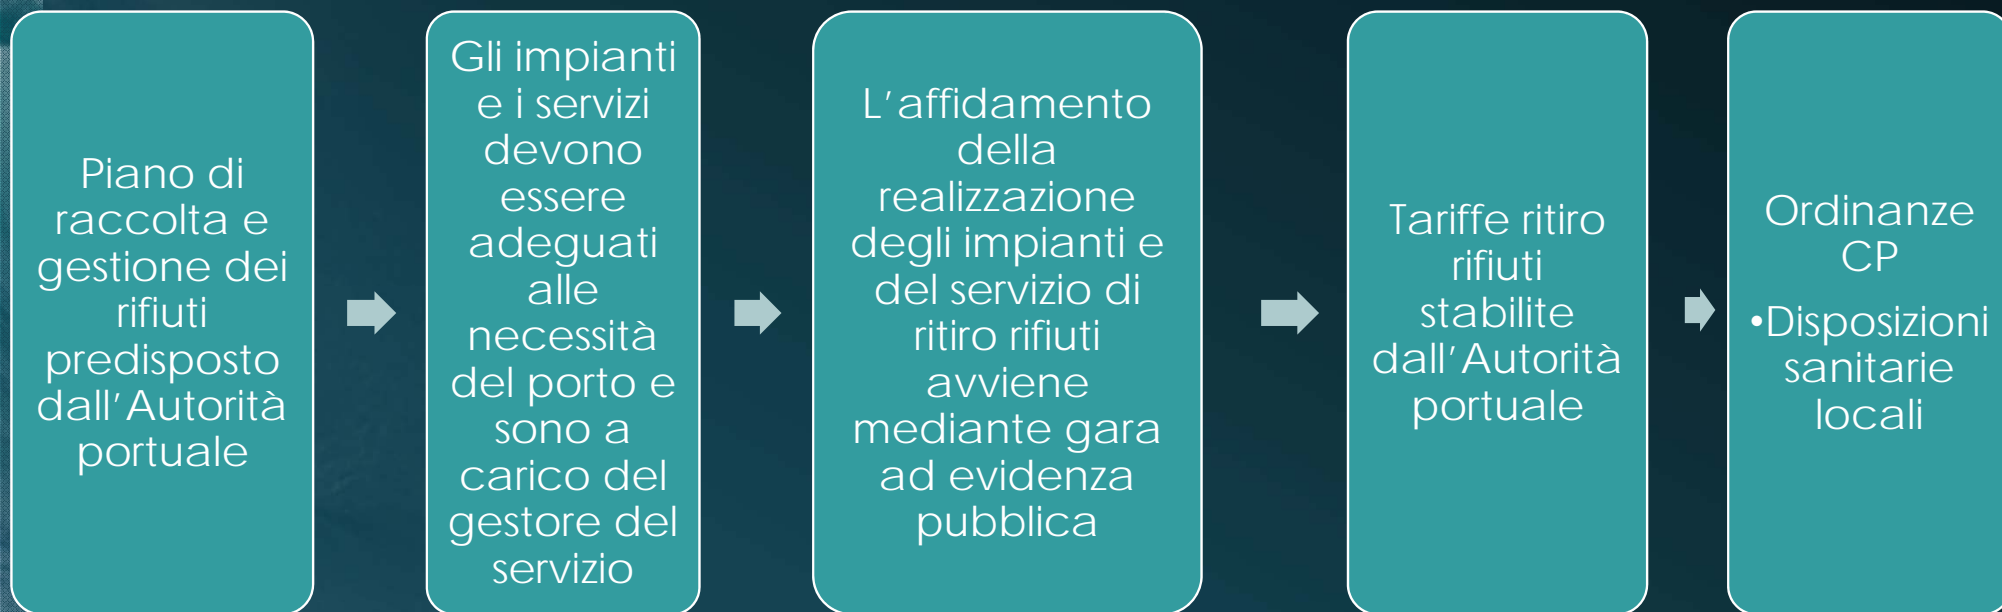 Piano di
raccolta e
gestione dei
rifiuti
predisposto
dall'Autorità
portuale
Gli impianti
e i servizi
devono
essere
adeguati
alle
necessità
del porto e
sono a
carico del
gestore del
servizio
L'affidamento
della
realizzazione
degli impianti e
del servizio di
ritiro rifiuti
avviene
mediante gara
ad evidenza
pubblica
Tariffe ritiro
rifiuti
stabilite
dall'Autorità
portuale
Ordinanze
CP
•Disposizioni
sanitarie
locali